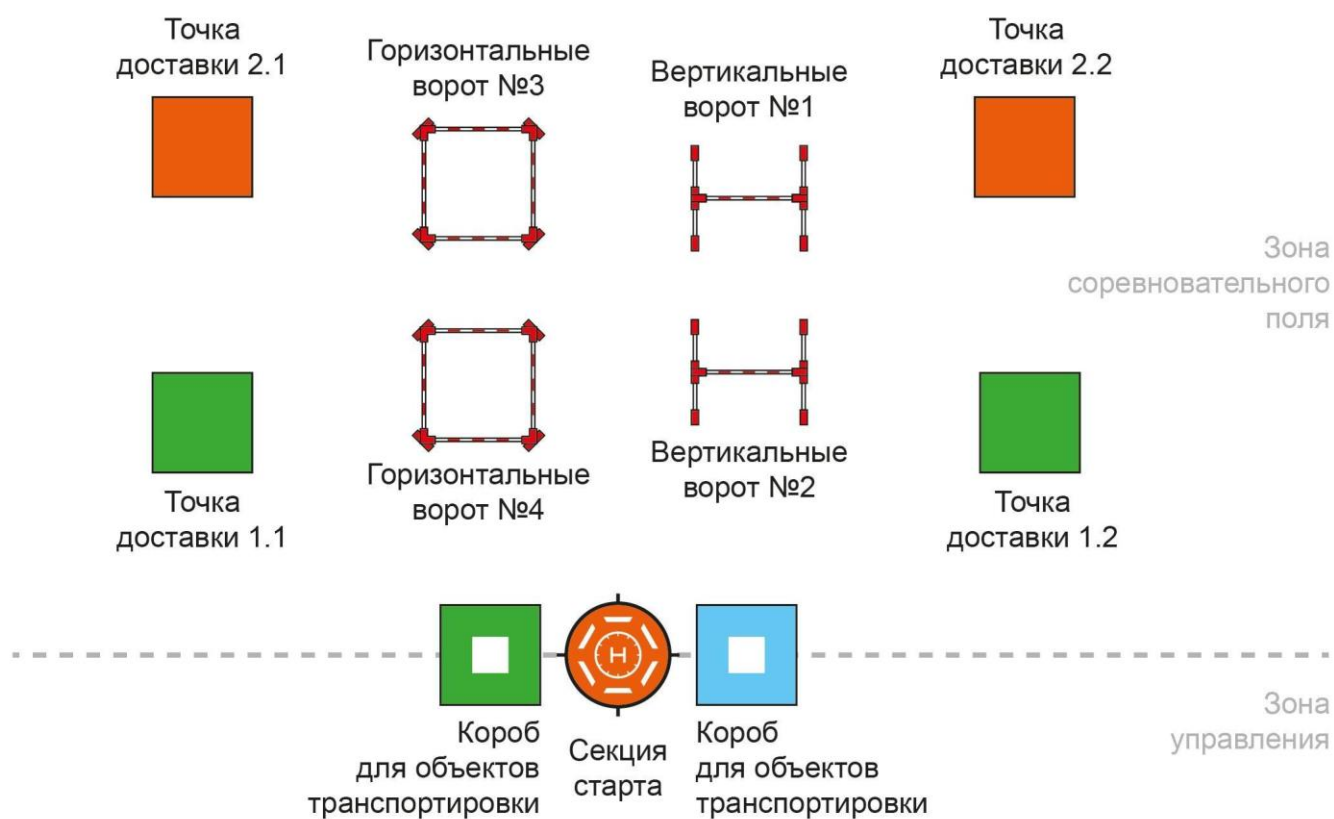 Точка
доставки 2.1
Горизонтальные
ворот №3
Вертикальные
ворот №1
Точка
доставки 2.2
Зона
соревновательного
поля
Точка
доставки 1.1
Горизонтальные
ворот №4
Вертикальные
ворот №2
Точка
доставки 1.2
H
Короб
для объектов
транспортировки
Секция
старта
Короб
для объектов
транспортировки
Зона
управления